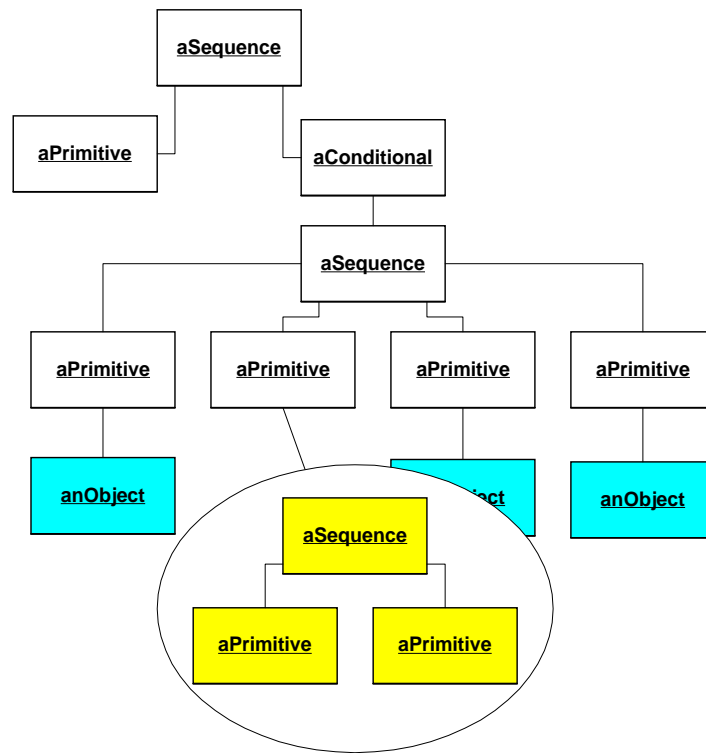 aSequence
aPrimitive
aConditional
aSequence
aPrimitive
aPrimitive
aPrimitive
aPrimitive
anObject
anObject
aSequence
aPrimitive
aPrimitive